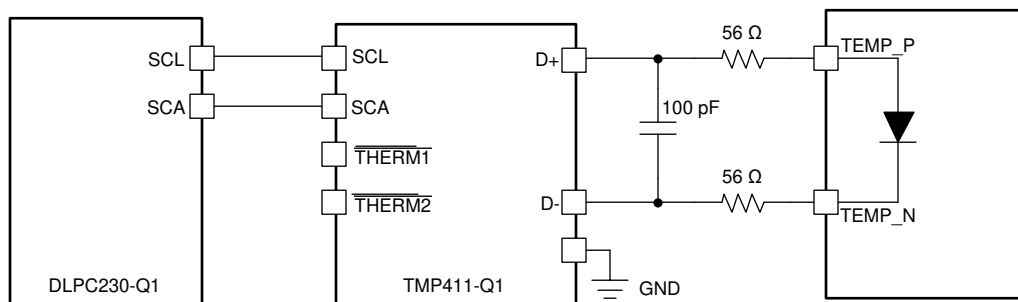 SCL
SCA
DLPC230-Q1
SCL
SCA
THERM1
THERM2
D+
D-
GND
TMP411-Q1
100 pF
56 Ω
56 Ω
TEMP_P
TEMP_N